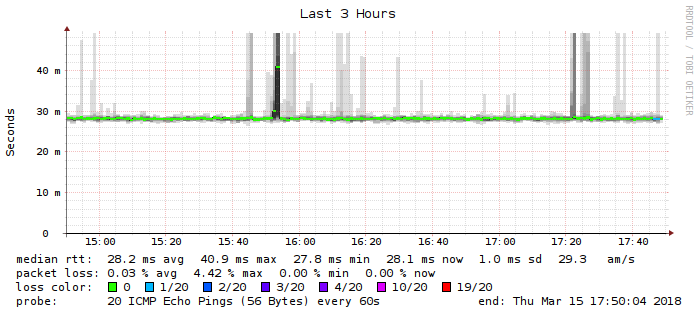 Last 3 Hours
RRDTOOL / TOBI OETIKER
Seconds
40 m
30 m
20 m
10 m
0
15:00 15:20 15:40 16:00 16:20 16:40 17:00 17:20 17:40
median rtt: 28.2 ms avg 40.9 ms max 27.8 ms min 28.1 ms now 1.0 ms sd 29.3 am/s
packet loss: 0.03 % avg 4.42 % max 0.00 % min 0.00 % now
loss color: 0 1/20 2/20 3/20 4/20 10/20 19/20
probe: 20 ICMP Echo Pings (56 Bytes) every 60s end: Thu Mar 15 17:50:04 2018